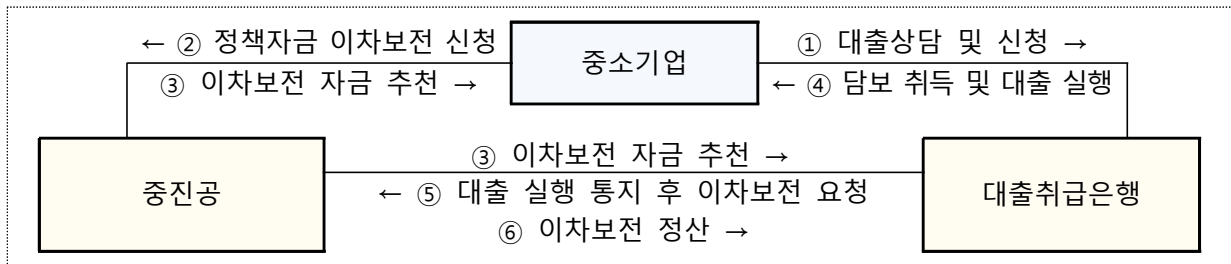 ← ② 정책자금 이차보전 신청
③ 이차보전 자금 추천 →
중소기업
① 대출상담 및 신청 →
← ④ 담보 취득 및 대출 실행
중진공
③ 이차보전 자금 추천 →
← ⑤ 대출 실행 통지 후 이차보전 요청
⑥ 이차보전 정산 →
대출취급은행